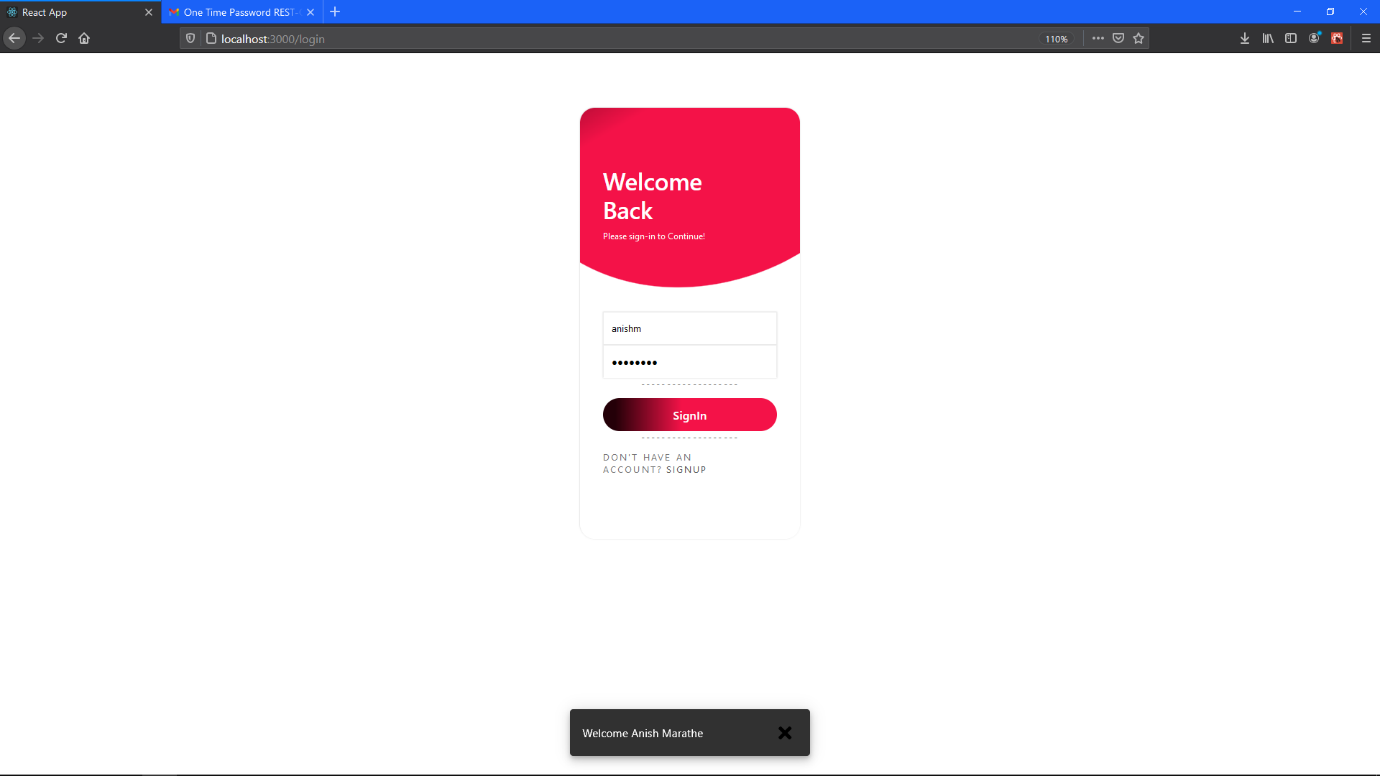 React App
One Time Password REST-
localhost:3000/login
110%
Welcome
Back
Please sign-in to Continue!
anishm
SignIn
DON'T HAVE AN
ACCOUNT? SIGNUP
Welcome Anish Marathe